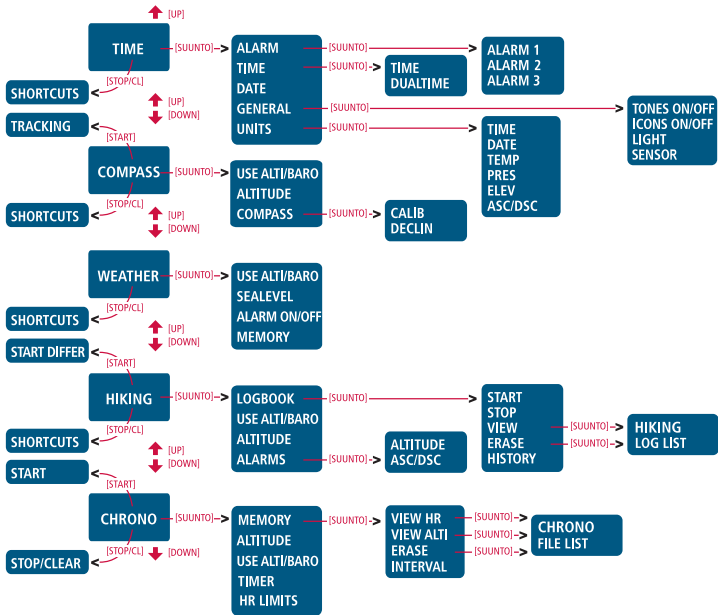 [UP]
TIME
[SUUNTO]
ALARM
TIME
DATE
GENERAL
UNITS
[SUUNTO]
ALARM 1
ALARM 2
ALARM 3
[SUUNTO]
TIME
DUALTIME
[SUUNTO]
TONES ON/OFF
ICONS ON/OFF
LIGHT
SENSOR
[SUUNTO]
TIME
DATE
TEMP
PRES
ELEV
ASC/DSC
[STOP/CL]
SHORTCUTS
[UP]
[DOWN]
TRACKING
[START]
COMPASS
[SUUNTO]
USE ALTI/BARO
ALTITUDE
COMPASS
[SUUNTO]
CALIB
DECLIN
[STOP/CL]
SHORTCUTS
[UP]
[DOWN]
WEATHER
[SUUNTO]
USE ALTI/BARO
SEALEVEL
ALARM ON/OFF
MEMORY
[STOP/CL]
SHORTCUTS
[UP]
[DOWN]
START DIFFER
[START]
HIKING
[SUUNTO]
LOGBOOK
USE ALTI/BARO
ALTITUDE
ALARMS
[SUUNTO]
START
STOP
VIEW
ERASE
HISTORY
[SUUNTO]
[SUUNTO]
HIKING
LOG LIST
[SUUNTO]
ALTITUDE
ASC/DSC
[STOP/CL]
SHORTCUTS
[UP]
[DOWN]
START
[START]
CHRONO
[SUUNTO]
MEMORY
ALTITUDE
USE ALTI/BARO
TIMER
HR LIMITS
[SUUNTO]
VIEW HR
VIEW ALTI
ERASE
INTERVAL
[SUUNTO]
[SUUNTO]
[SUUNTO]
CHRONO
FILE LIST
[STOP/CL]
STOP/CLEAR
[DOWN]